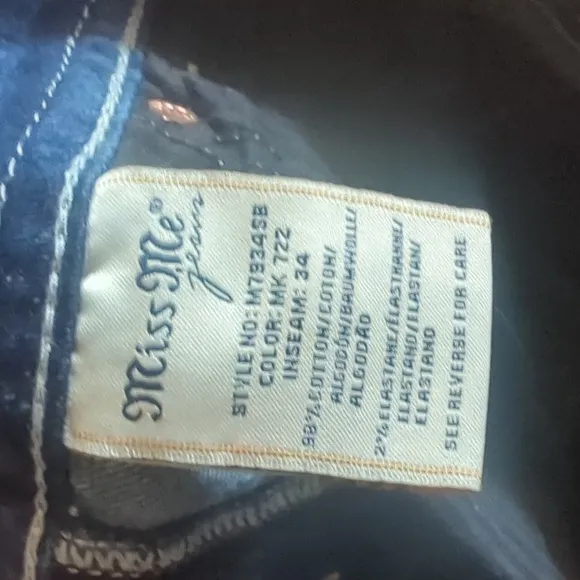 Miss Me®
Jeans
STYLE NO: M7934SB
COLOR: MK 722
INSEAM: 34
98% COTTON/COTON/
ALGODÓN/BAUMWOLLE/
ALGODÃO
2% ELASTANE/ELASTHANNE/
ELASTANO/ELASTAN/
ELASTANO
SEE REVERSE FOR CARE